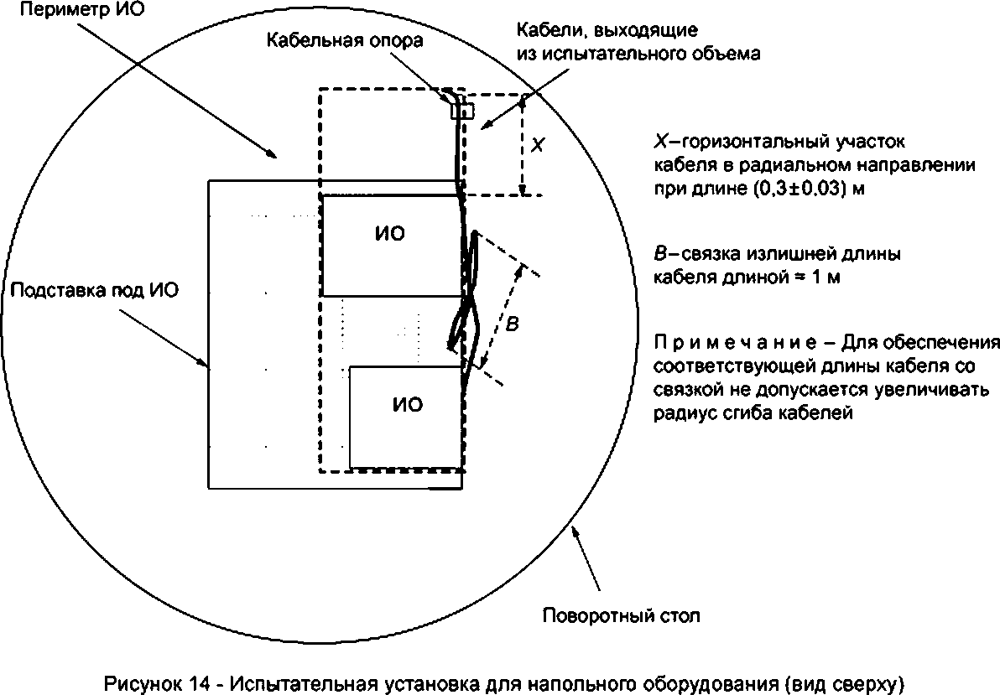 Периметр ИО
Кабельная опора
Кабели, выходящие
из испытательного объема
X
X–горизонтальный участок
кабеля в радиальном направлении
при длине (0,3±0.03) м
ИО
B–связка излишней длины
кабеля длиной ≈ 1 м
Подставка под ИО
B
П р и м е ч а н и е – Для обеспечения
соответствующей длины кабеля со
связкой не допускается увеличивать
радиус сгиба кабелей
ИО
Поворотный стол
Рисунок 14 - Испытательная установка для напольного оборудования (вид сверху)